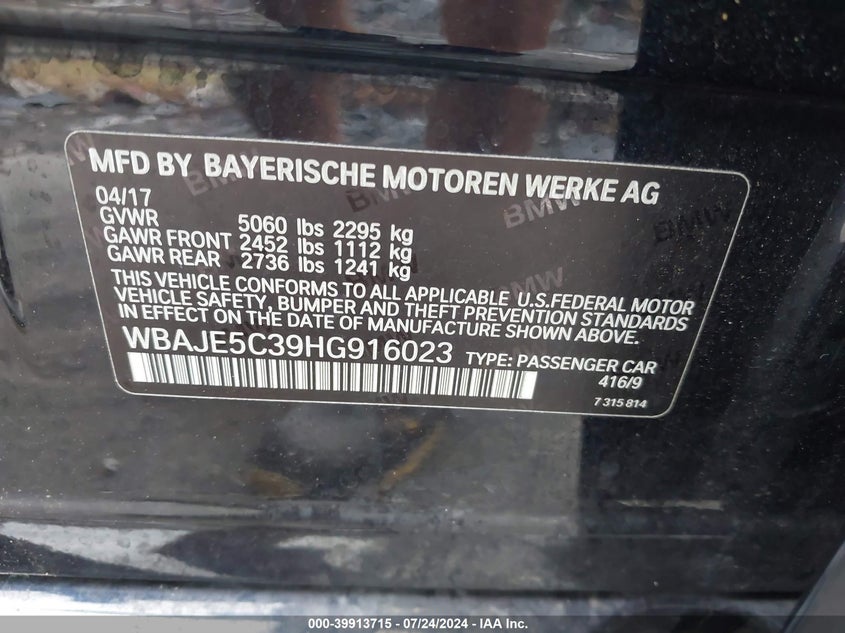 MFD BY BAYERISCHE MOTOREN WERKE AG
04/17
GVWR 5060 lbs 2295 kg
GAWR FRONT 2452 lbs 1112 kg
GAWR REAR 2736 lbs 1241 kg
THIS VEHICLE CONFORMS TO ALL APPLICABLE U.S.FEDERAL MOTOR
VEHICLE SAFETY, BUMPER AND THEFT PREVENTION STANDARDS
IN EFFECT ON THE DATE OF MANUFACTURE SHOWN ABOVE.
WBAJE5C39HG916023 TYPE: PASSENGER CAR
416/9
7 315 814
000-39913715 - 07/24/2024 - IAA Inc.